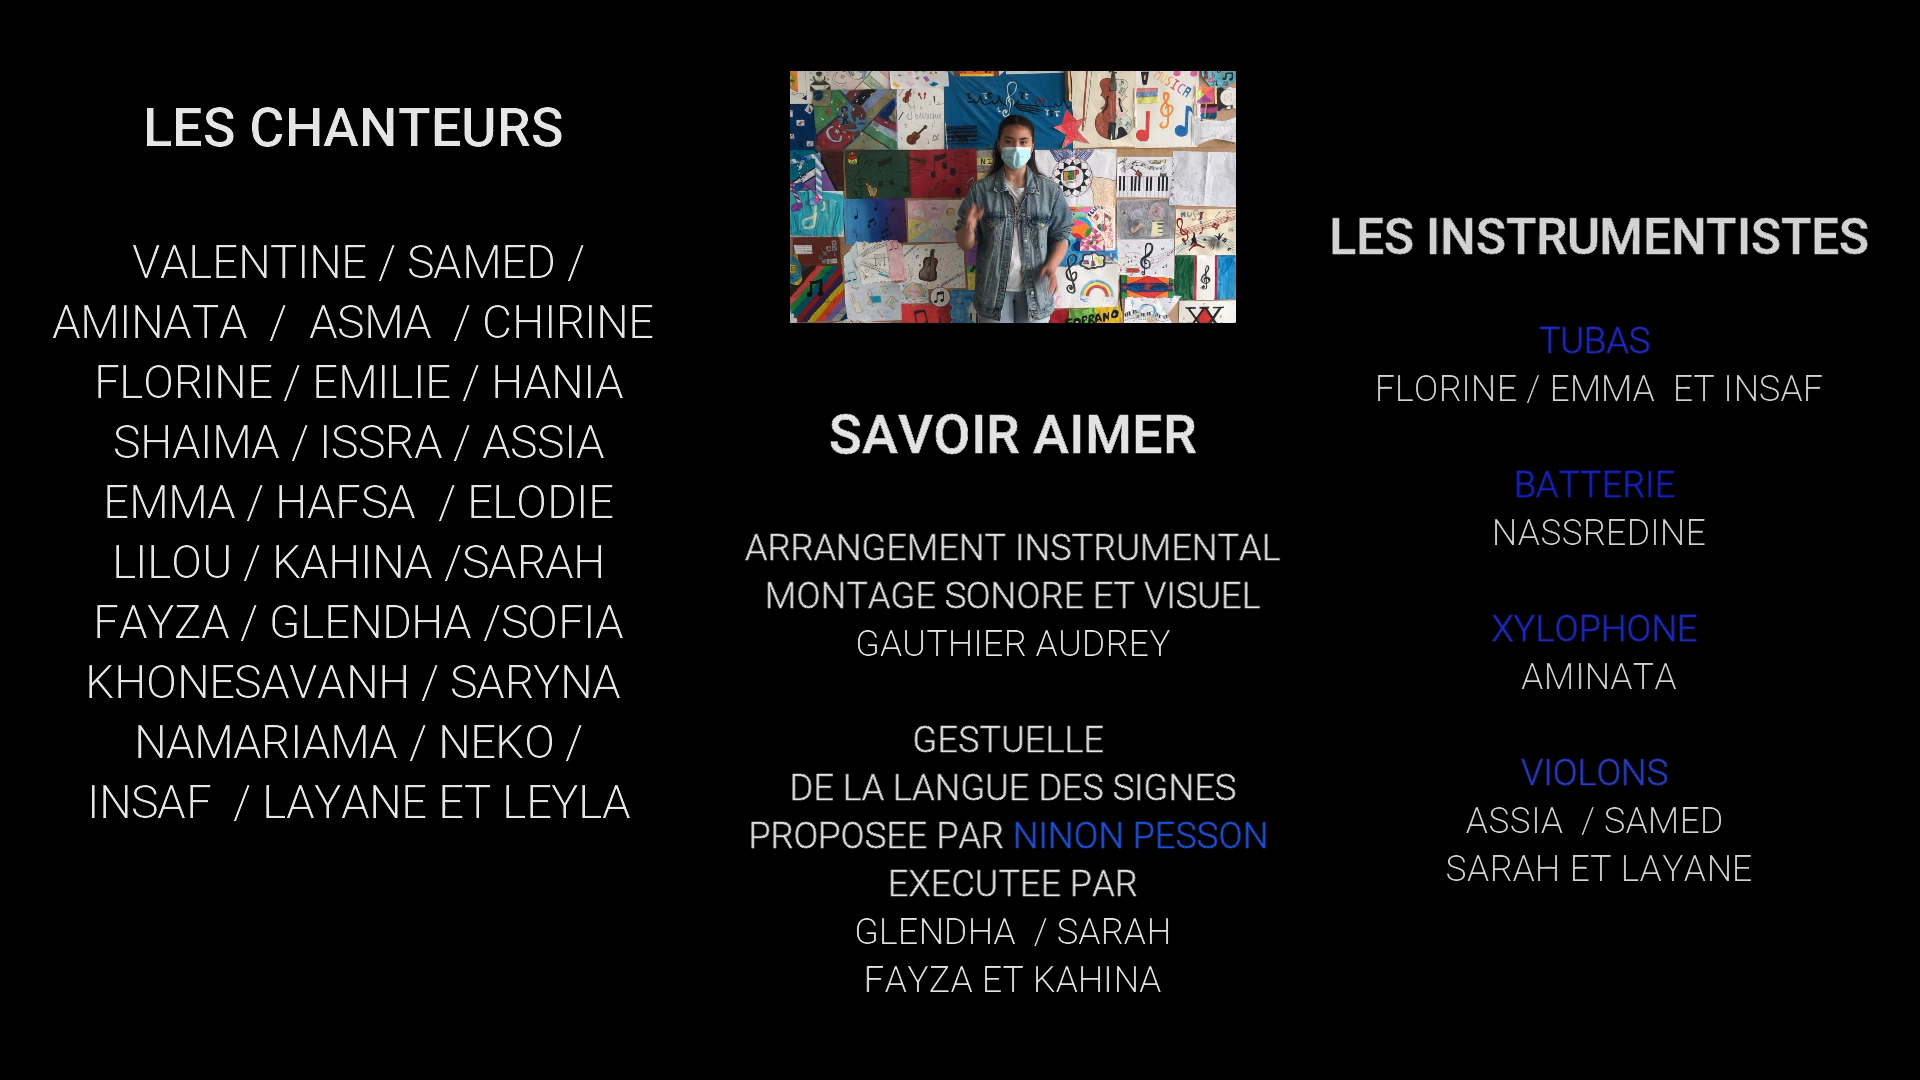 LES CHANTEURS
VALENTINE / SAMED /
AMINATA / ASMA / CHIRINE
FLORINE / EMILIE / HANIA
SHAIMA / ISSRA / ASSIA
EMMA / HAFSA / ELODIE
LILOU / KAHINA /SARAH
FAYZA / GLENDHA /SOFIA
KHONESAVANH / SARYNA
NAMARIAMA / NEKO /
INSAF / LAYANE ET LEYLA
MUSICA
SOPRANO
SAVOIR AIMER
ARRANGEMENT INSTRUMENTAL
MONTAGE SONORE ET VISUEL
GAUTHIER AUDREY
GESTUELLE
DE LA LANGUE DES SIGNES
PROPOSEE PAR NINON PESSON
EXECUTEE PAR
GLENDHA / SARAH
FAYZA ET KAHINA
LES INSTRUMENTISTES
TUBAS
FLORINE / EMMA ET INSAF
BATTERIE
NASSREDINE
XYLOPHONE
AMINATA
VIOLONS
ASSIA / SAMED
SARAH ET LAYANE